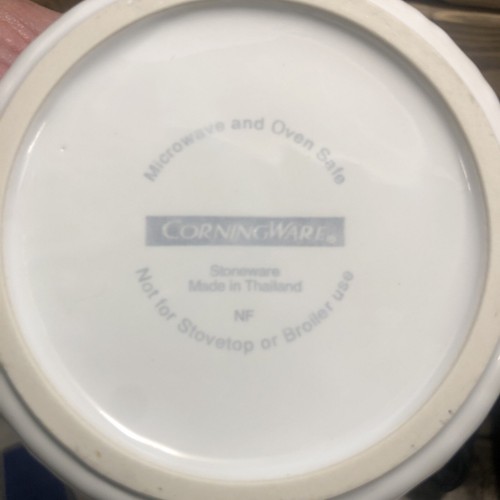 Microwave and Oven Safe
CORNINGWARE®
Stoneware
Made in Thailand
NF
Not for Stovetop or Broiler use